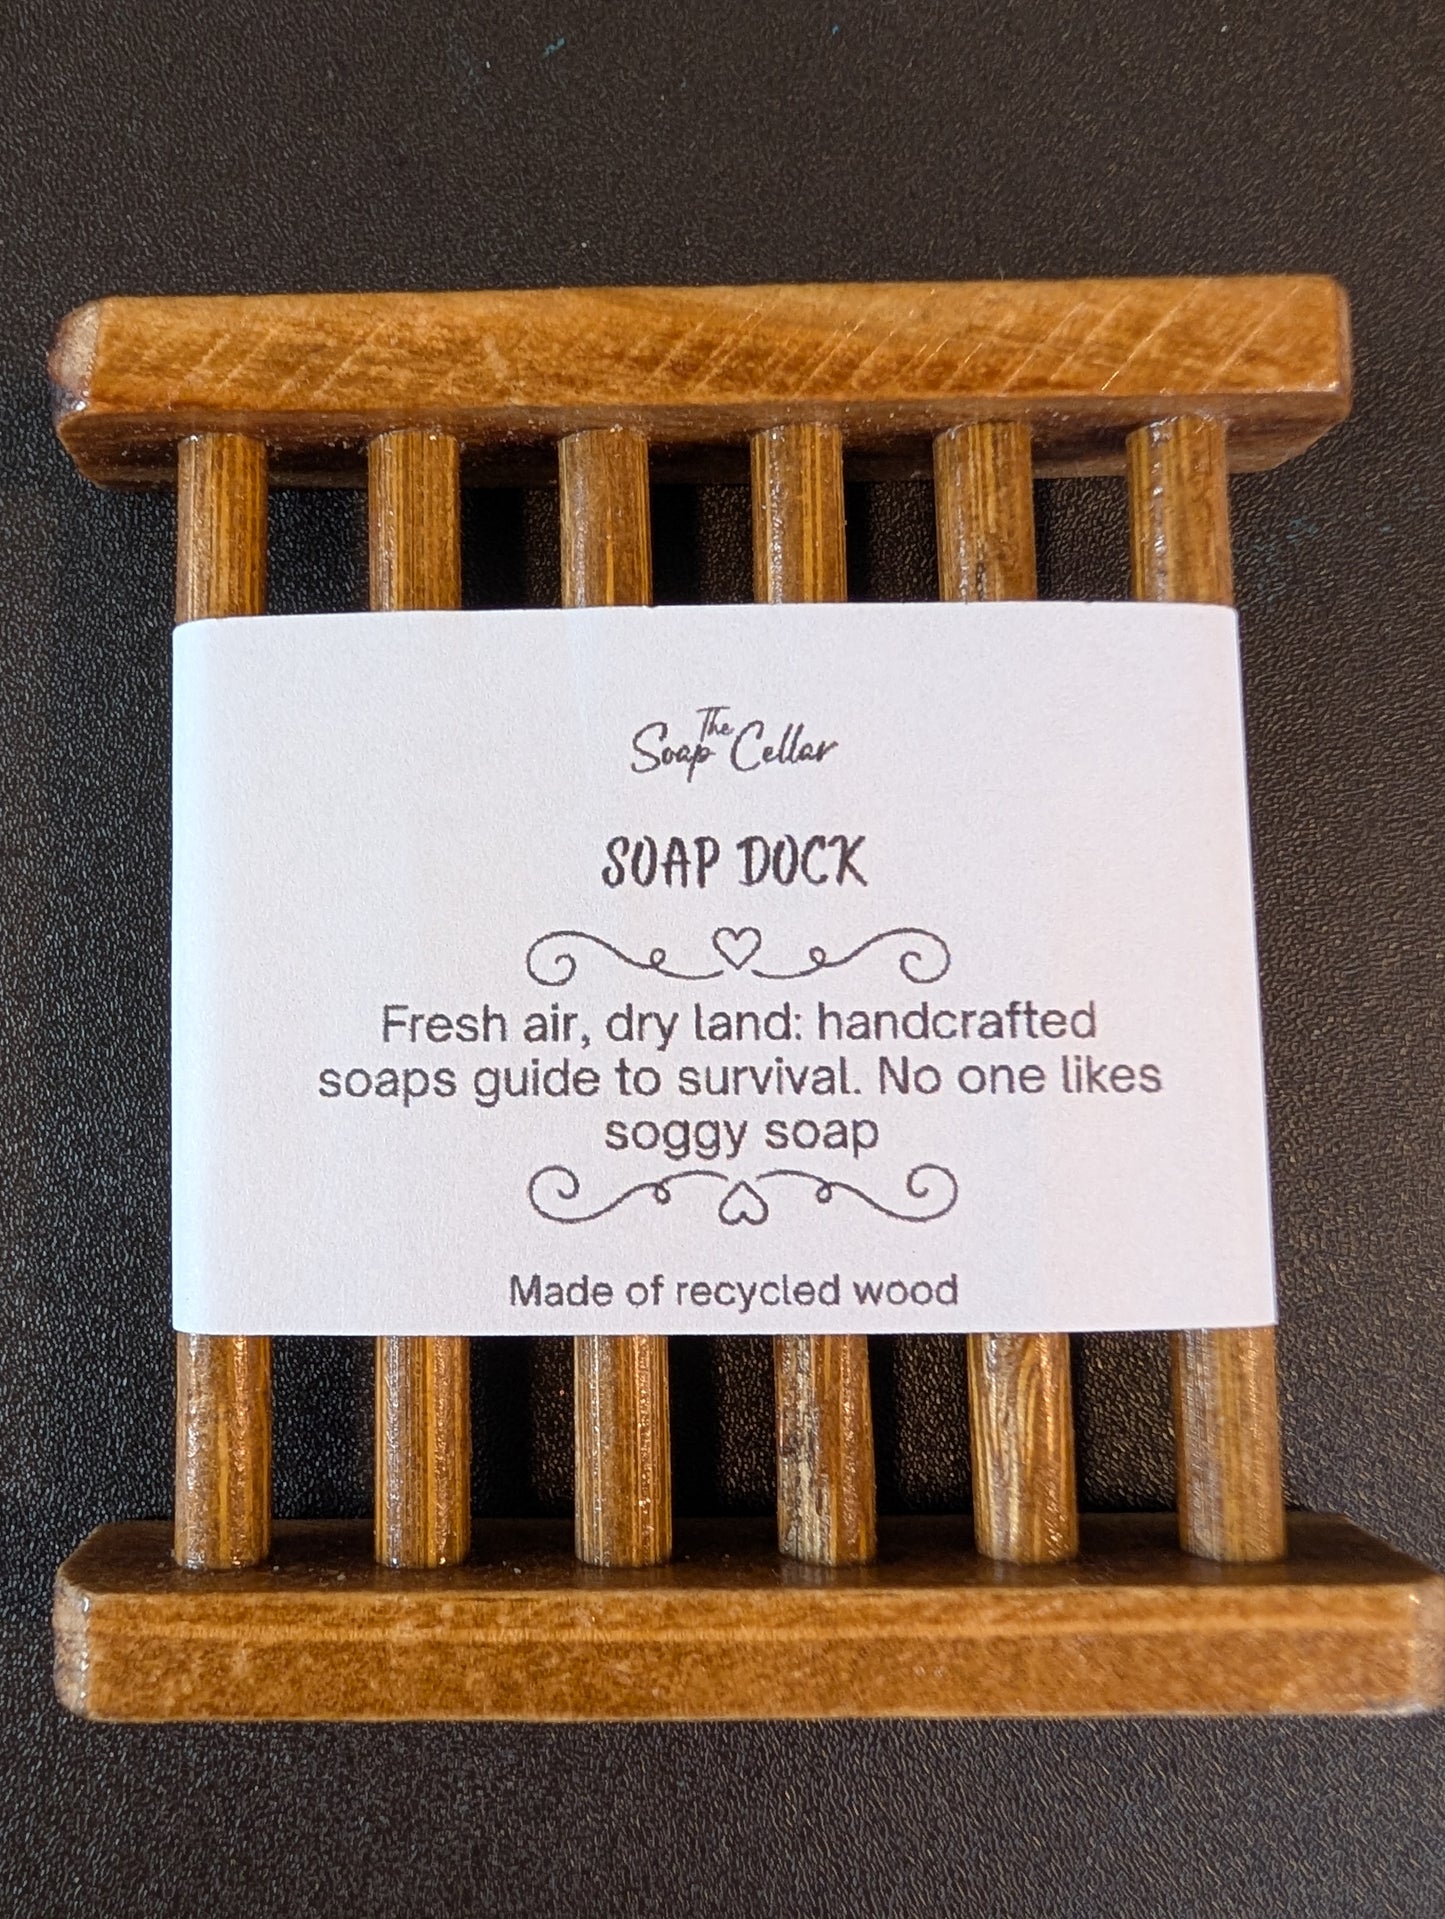 The
Soap Cellar
SOAP DOCK
Fresh air, dry land: handcrafted
soaps guide to survival. No one likes
soggy soap
Made of recycled wood